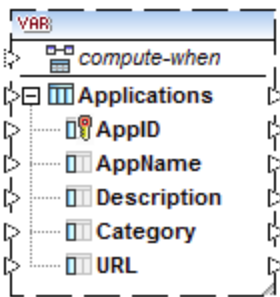 VAR
compute-when
Applications
AppID
AppName
Description
Category
URL